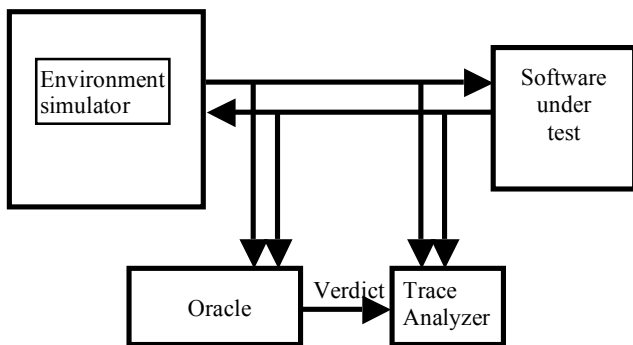 Environment
simulator
Software
under
test
Oracle
Verdict
Trace
Analyzer